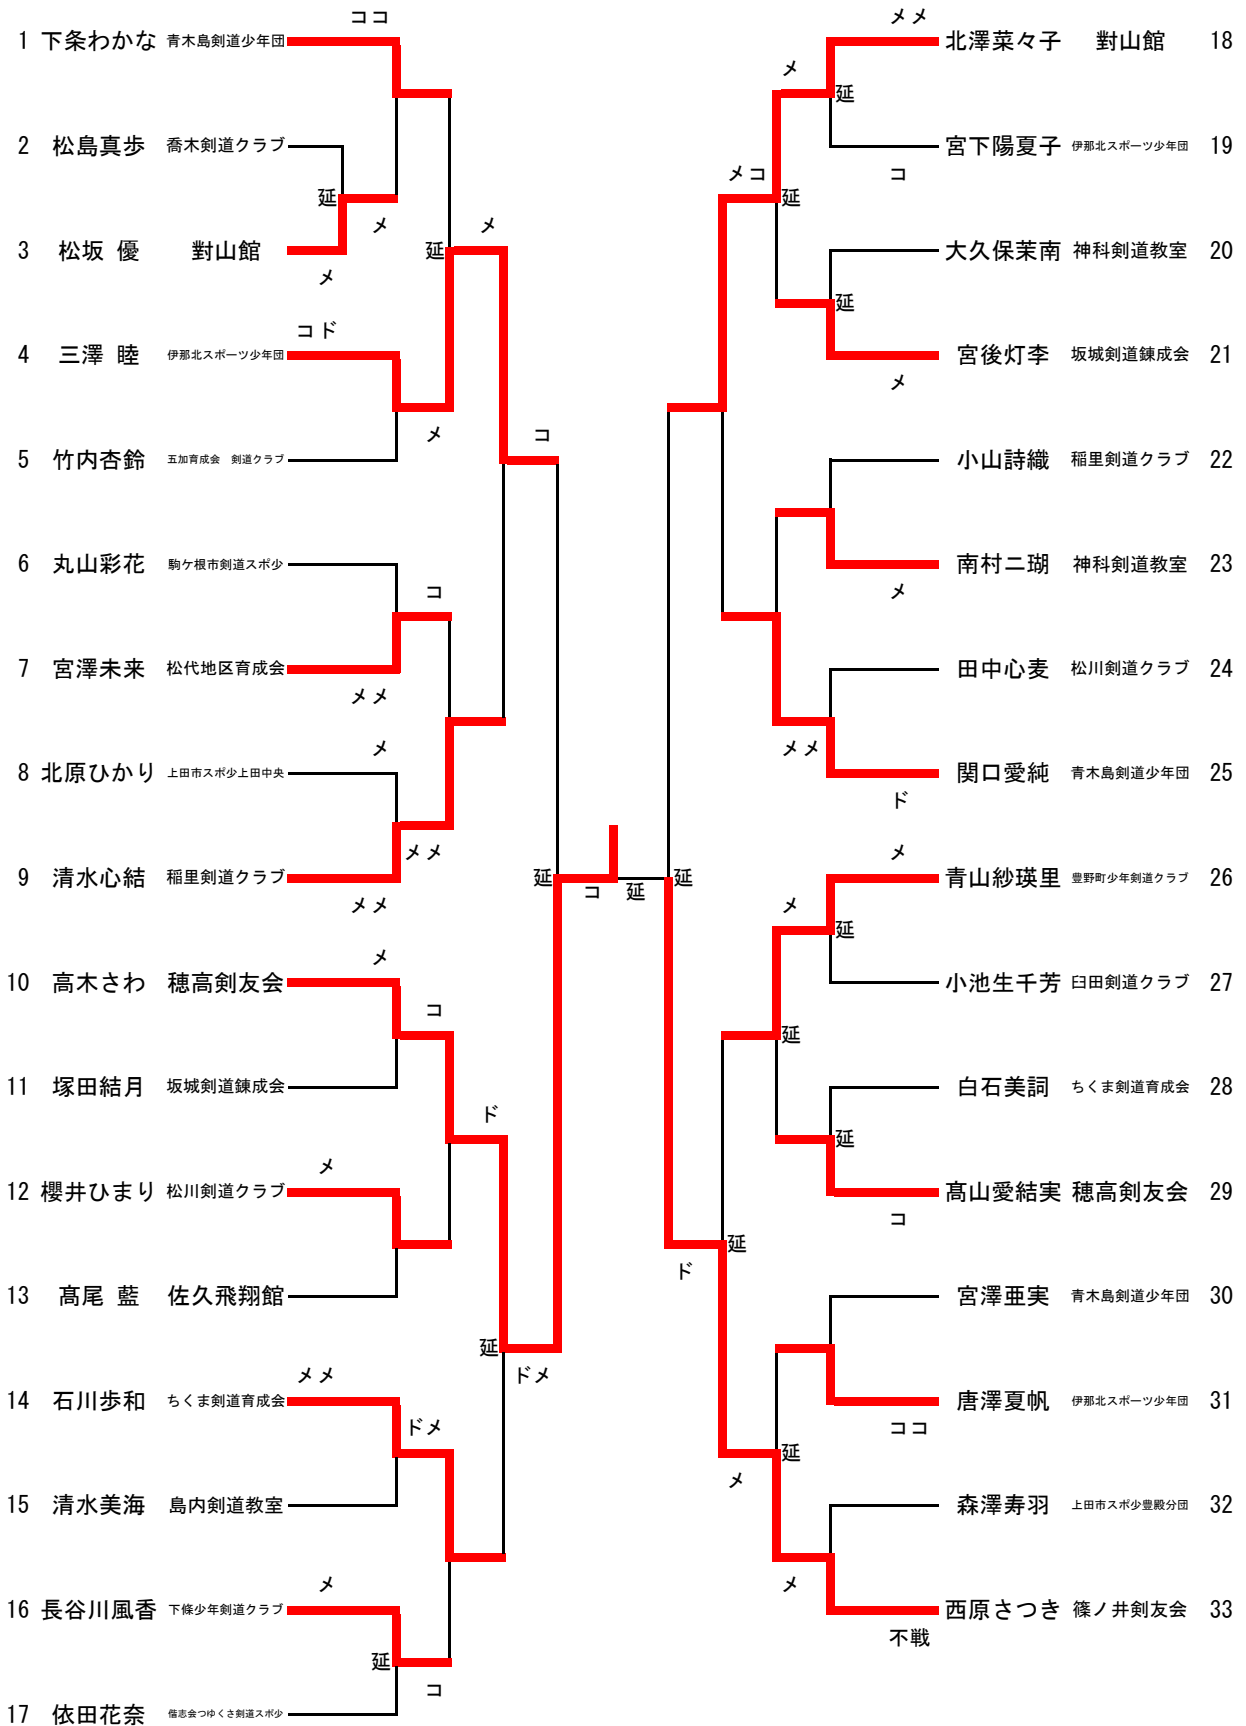 ココ
1 下条わかな 青木島剣道少年団
2 松島真歩 喬木剣道クラブ
延
メ
3 松坂 優 對山館
メ
延
メ
コド
4 三澤 睦 伊那北スポーツ少年団
メ
コ
5 竹内杏鈴 五加育成会 剣道クラブ
6 丸山彩花 駒ケ根市剣道スポ少
コ
7 宮澤未来 松代地区育成会
メメ
メ
8 北原ひかり 上田市スポ少上田中央
メメ
9 清水心結 稲里剣道クラブ
メメ
延
コ
延
延
メ
10 高木さわ 穂高剣友会
コ
11 塚田結月 坂城剣道錬成会
ド
メ
12 櫻井ひまり 松川剣道クラブ
13 髙尾 藍 佐久飛翔館
延
ドメ
メメ
14 石川歩和 ちくま剣道育成会
ドメ
15 清水美海 島内剣道教室
メ
16 長谷川風香 下條少年剣道クラブ
延
コ
17 依田花奈 偕志会つゆくさ剣道スポ少
メメ
北澤菜々子 對山館 18
メ
延
宮下陽夏子 伊那北スポーツ少年団 19
メコ
コ
延
大久保茉南 神科剣道教室 20
延
宮後灯李 坂城剣道錬成会 21
メ
小山詩織 稲里剣道クラブ 22
南村二瑚 神科剣道教室 23
メ
田中心麦 松川剣道クラブ 24
メメ
関口愛純 青木島剣道少年団 25
ド
メ
青山紗瑛里 豊野町少年剣道クラブ 26
メ
延
小池生千芳 臼田剣道クラブ 27
延
白石美詞 ちくま剣道育成会 28
延
髙山愛結実 穂高剣友会 29
コ
延
ド
宮澤亜実 青木島剣道少年団 30
唐澤夏帆 伊那北スポーツ少年団 31
ココ
延
メ
森澤寿羽 上田市スポ少豊殿分団 32
メ
西原さつき 篠ノ井剣友会 33
不戦